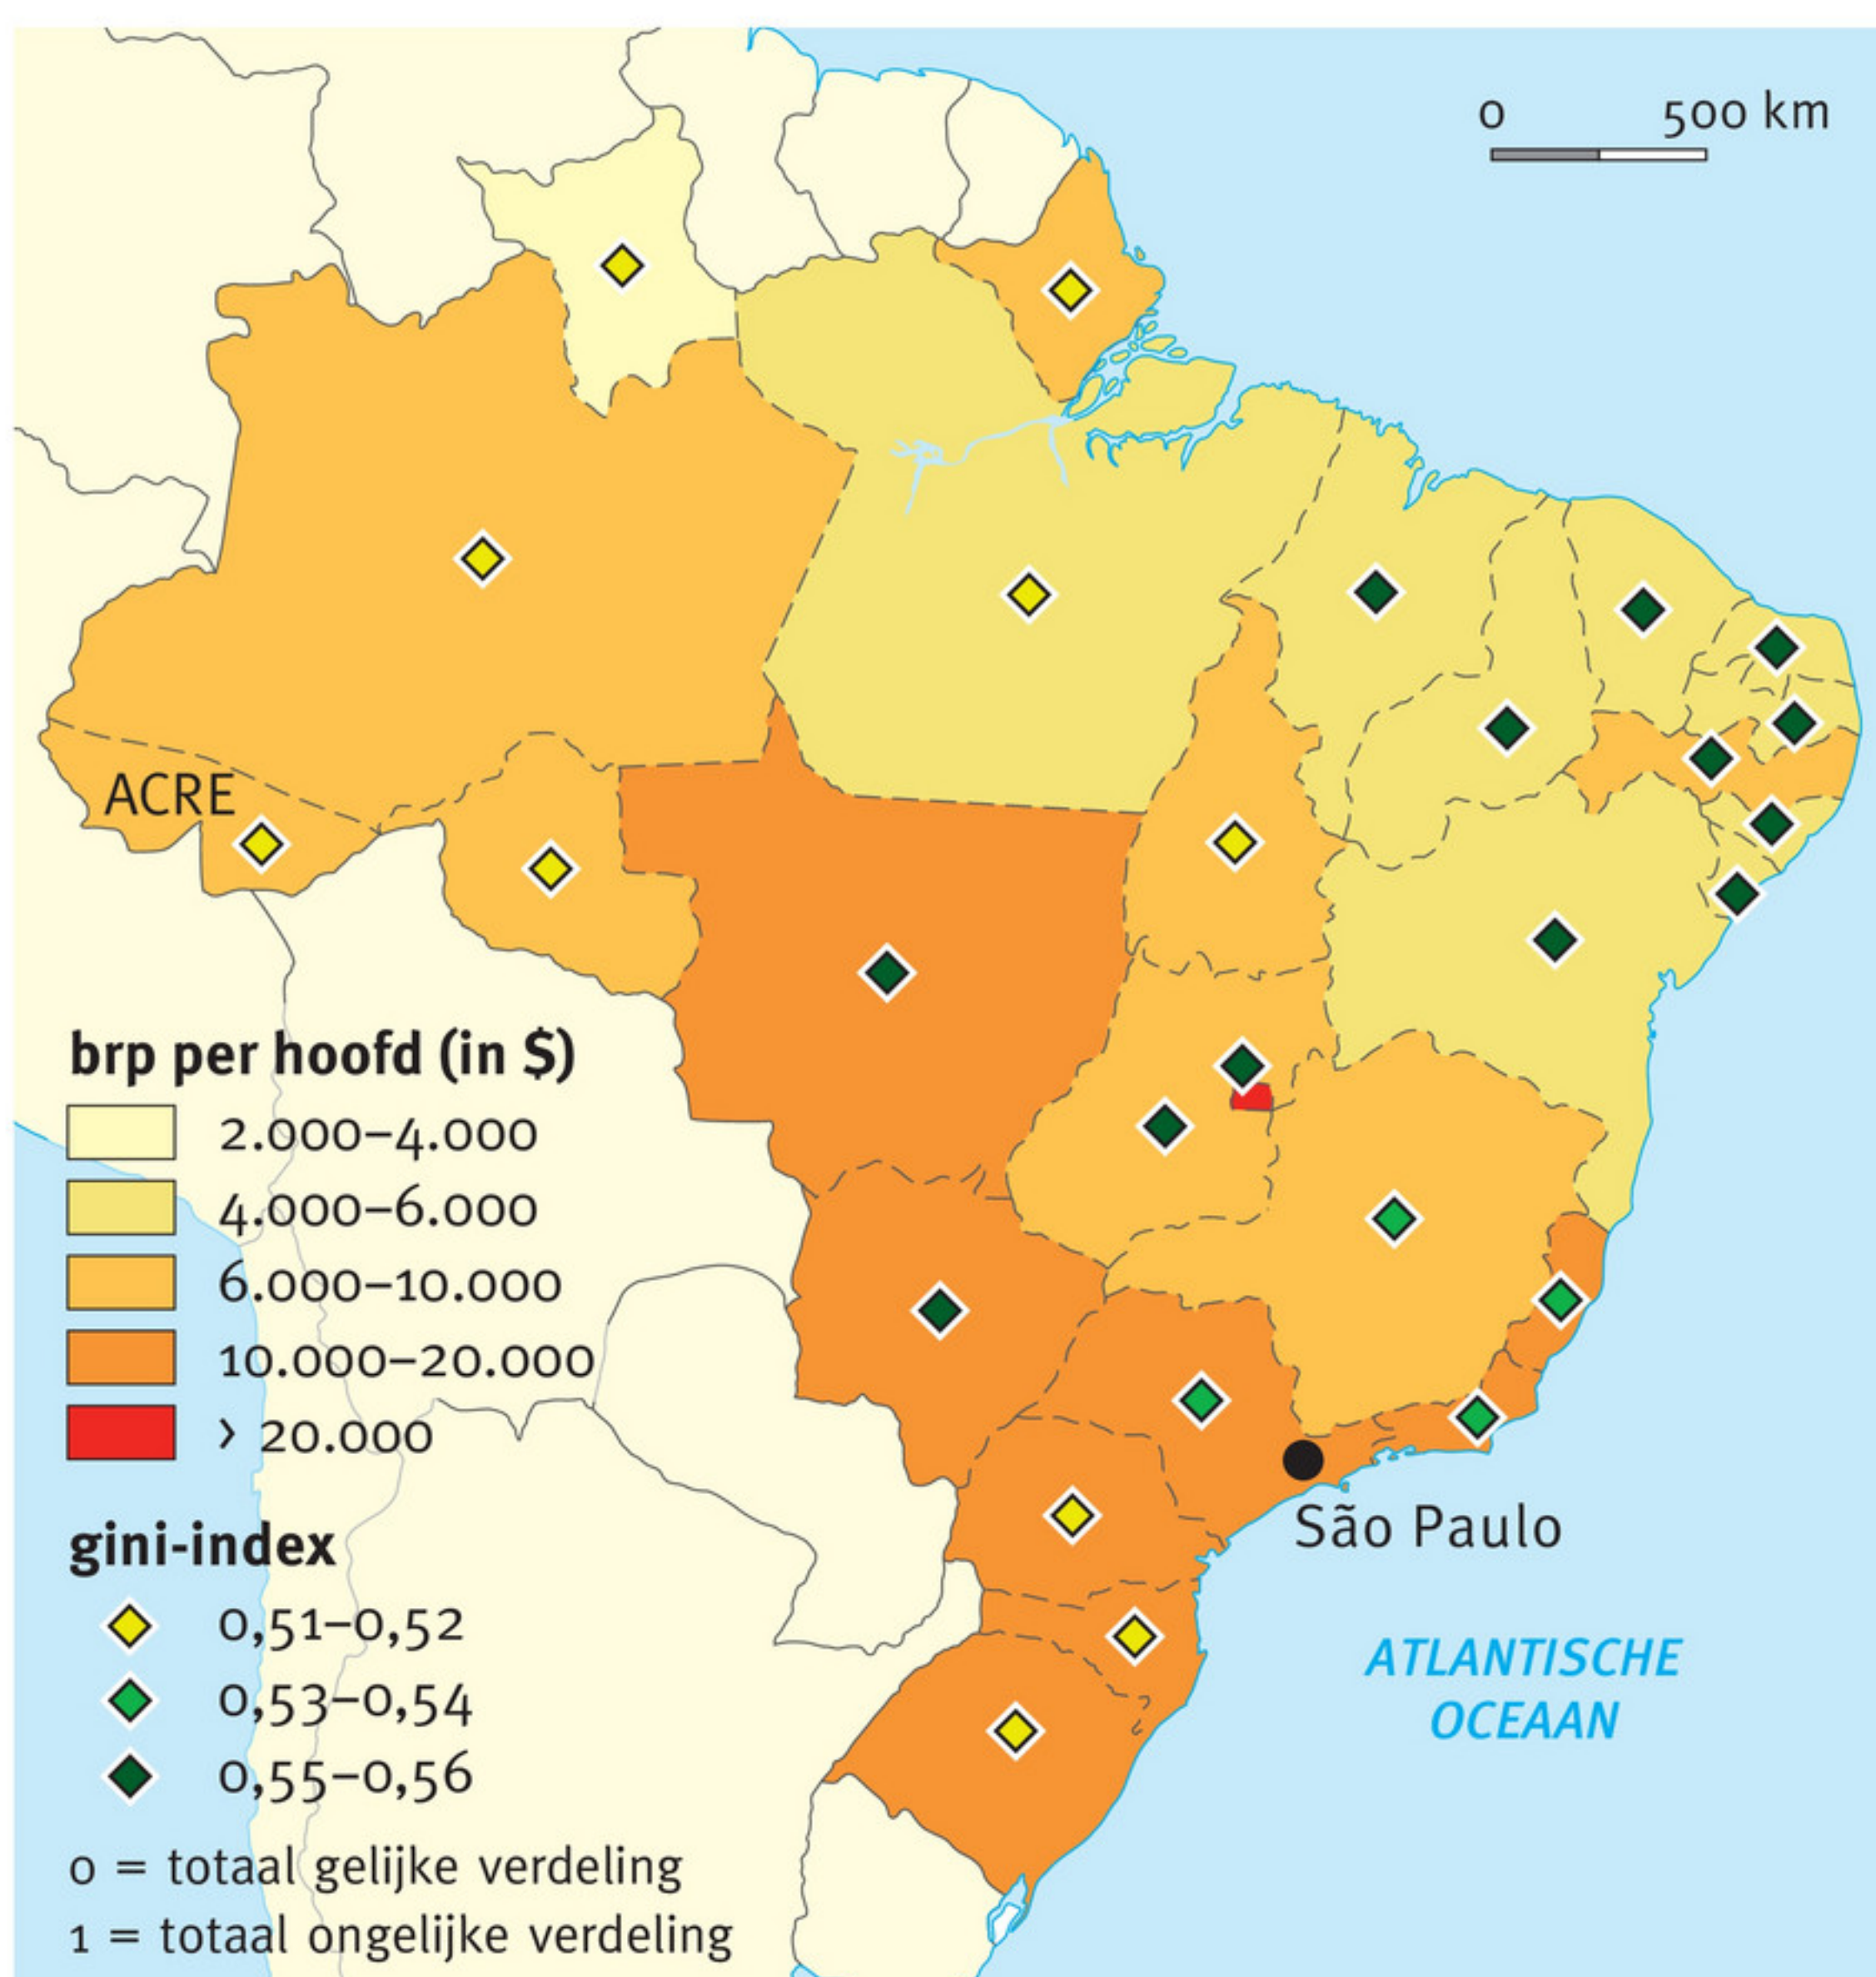 0 500 km
ACRE
brp per hoofd (in $)
2.000–4.000
4.000–6.000
6.000–10.000
10.000–20.000
> 20.000
São Paulo
gini-index
0,51–0,52
0,53–0,54
0,55–0,56
ATLANTISCHE
OCEAAN
0 = totaal gelijke verdeling
1 = totaal ongelijke verdeling